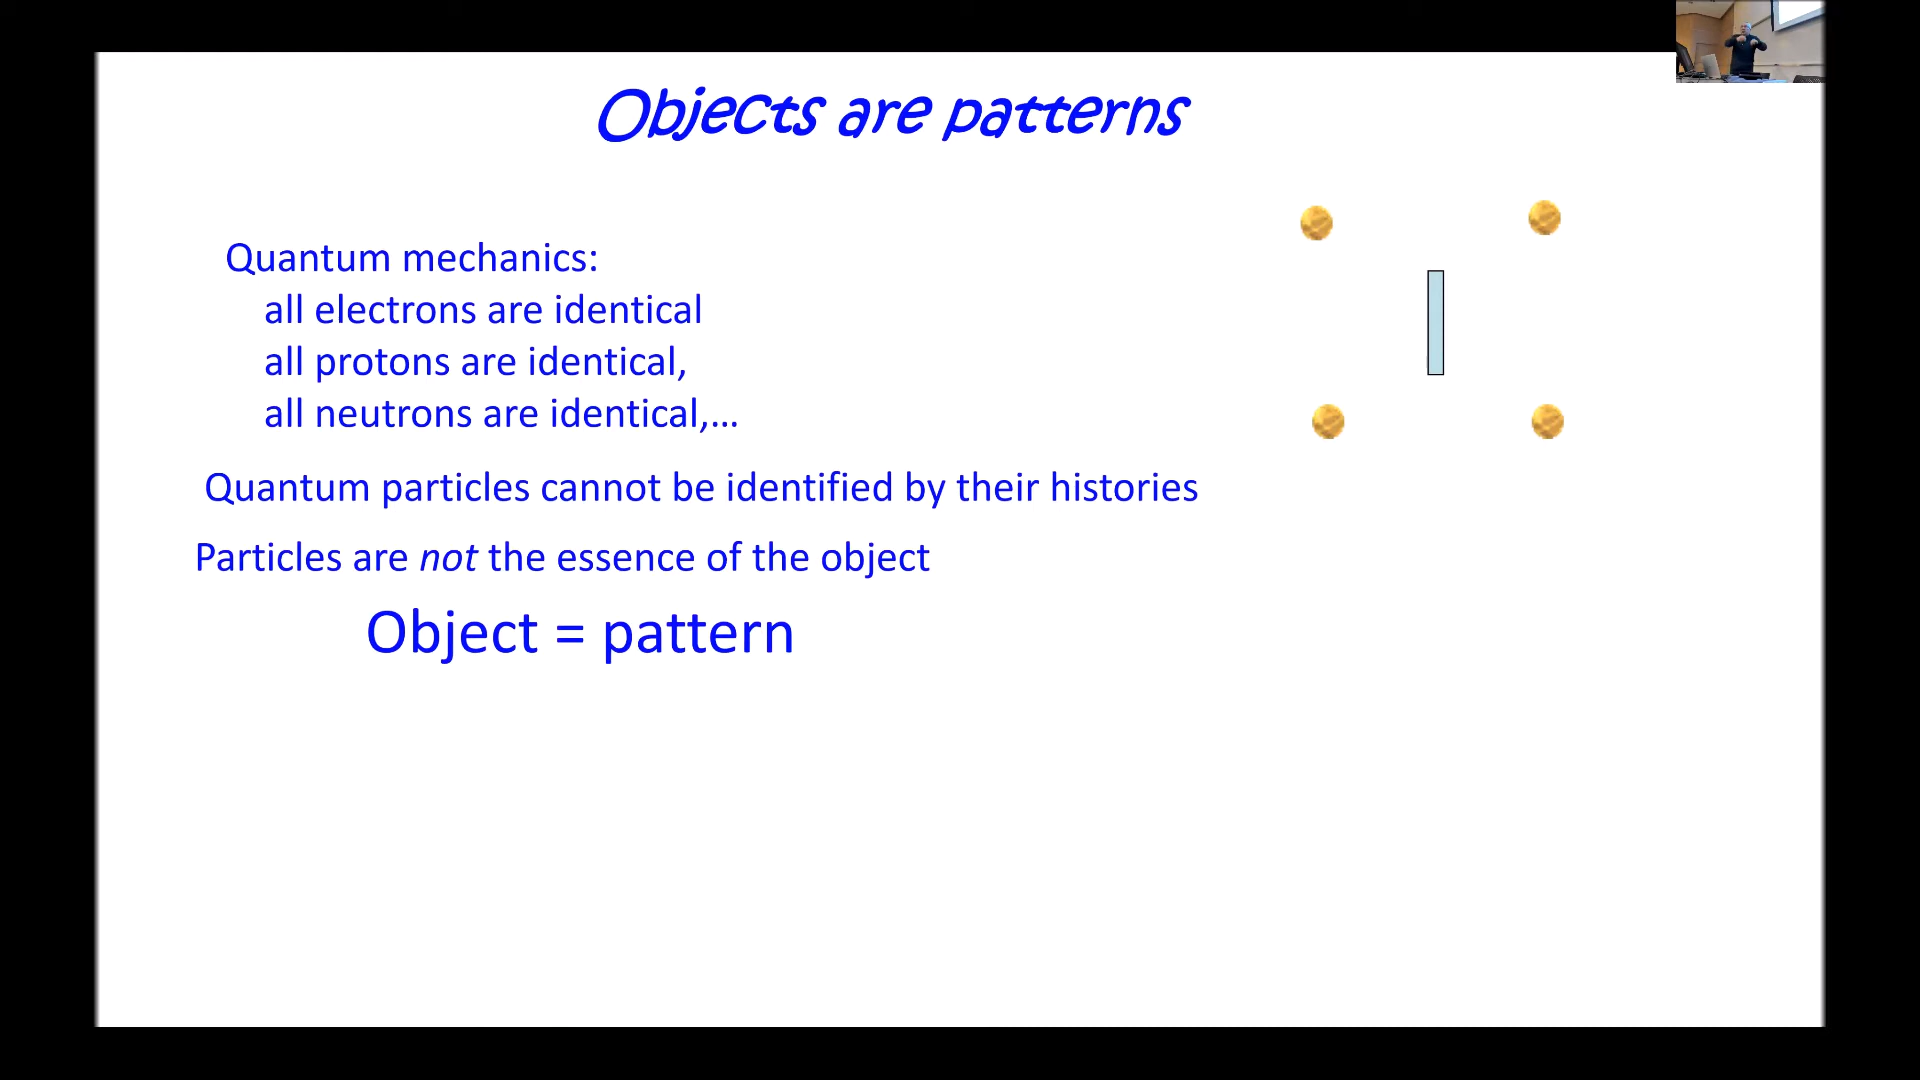 Objects are patterns
Quantum mechanics:
all electrons are identical
all protons are identical,
all neutrons are identical,...
Quantum particles cannot be identified by their histories
Particles are not the essence of the object
Object = pattern